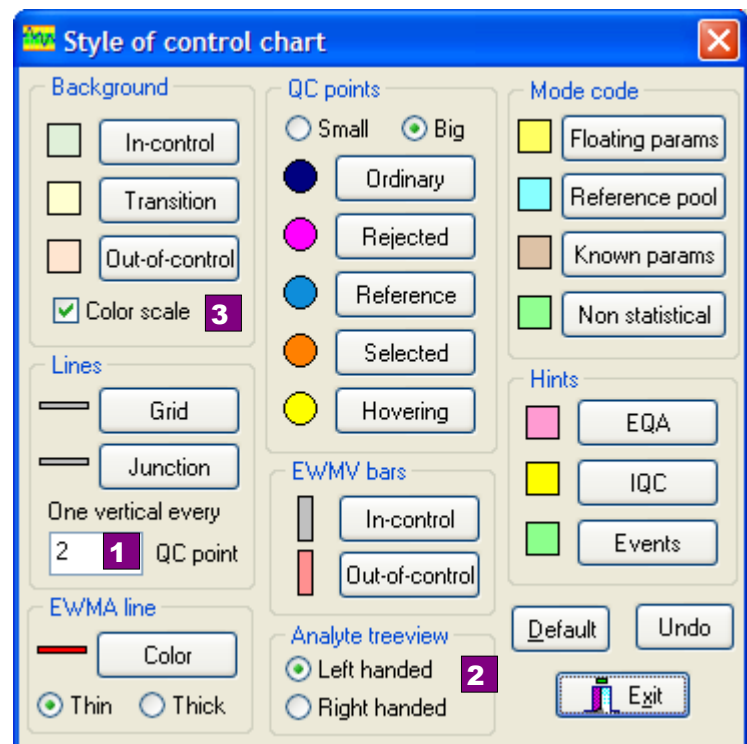 Style of control chart
Background
In-control
Transition
Out-of-control
Color scale 3
Lines
Grid
Junction
One vertical every
2 1 QC point
EWMA line
Color
Thin Thick
QC points
Small Big
Ordinary
Rejected
Reference
Selected
Hovering
EWMV bars
In-control
Out-of-control
Analyte treeview
Left handed 2
Right handed
Mode code
Floating params
Reference pool
Known params
Non statistical
Hints
EQA
IQC
Events
Default Undo
Exit